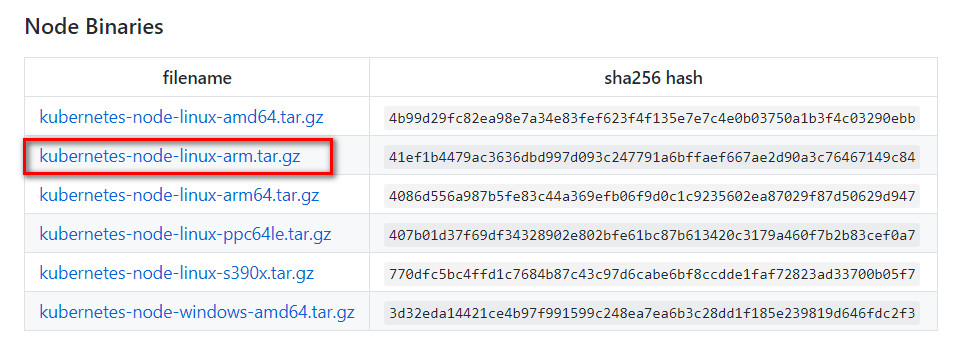 Node Binaries
filename sha256 hash
kubernetes-node-linux-amd64.tar.gz 4b99d29fc82ea98e7a34e83fef623f4f135e7e7c4e0b03750a1b3f4c03290ebb
kubernetes-node-linux-arm.tar.gz 41ef1b4479ac3636dbd997d093c247791a6bffaef667ae2d90a3c76467149c84
kubernetes-node-linux-arm64.tar.gz 4086d556a987b5fe83c44a369efb06f9d0c1c9235602ea87029f87d50629d947
kubernetes-node-linux-ppc64le.tar.gz 407b01d37f69df34328902e802bfe61bc87b613420c3179a460f7b2b83cef0a7
kubernetes-node-linux-s390x.tar.gz 770dfc5bc4ffd1c7684b87c43c97d6cabe6bf8ccdde1faf72823ad33700b05f7
kubernetes-node-windows-amd64.tar.gz 3d32eda14421ce4b97f991599c248ea7ea6b3c28dd1f185e239819d646fdc2f3